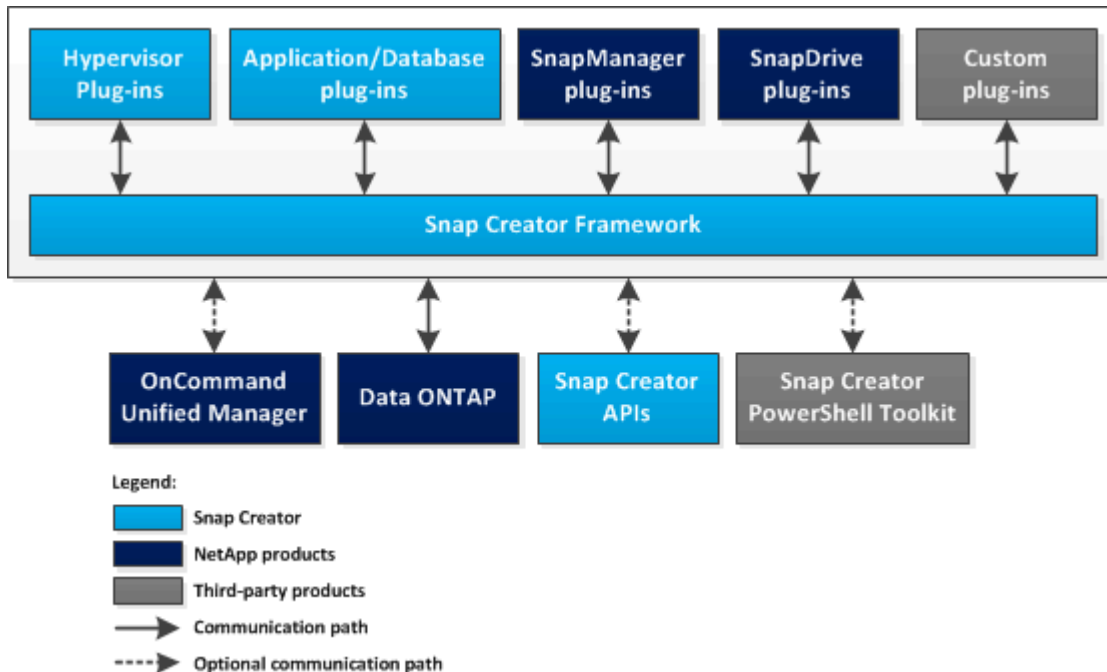 Hypervisor
Plug-ins
Application/Database
plug-ins
SnapManager
plug-ins
SnapDrive
plug-ins
Custom
plug-ins
Snap Creator Framework
OnCommand
Unified Manager
Data ONTAP
Snap Creator
APIs
Snap Creator
PowerShell Toolkit
Legend:
Snap Creator
NetApp products
Third-party products
Communication path
Optional communication path